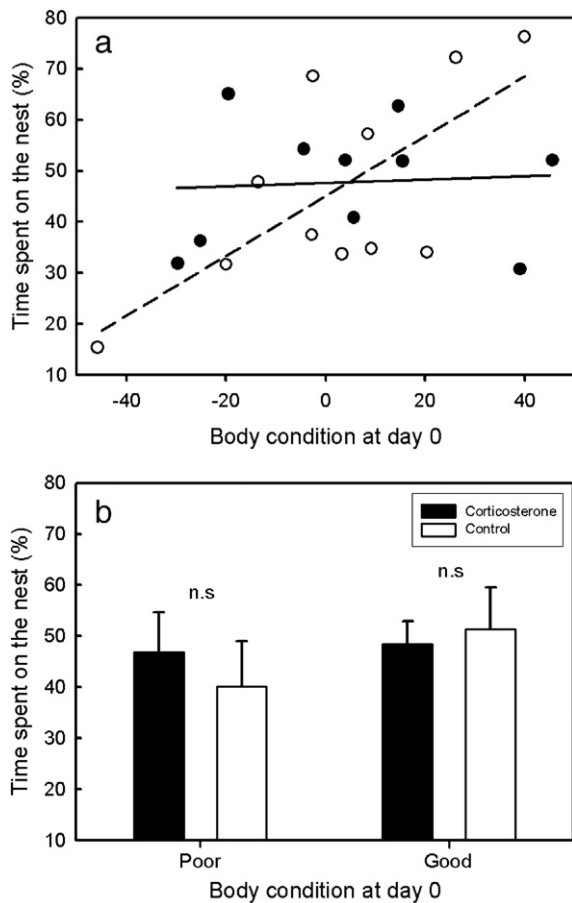 a
Time spent on the nest (%)
80
70
60
50
40
30
20
10
-40 -20 0 20 40
Body condition at day 0
b
Time spent on the nest (%)
80
70
60
50
40
30
20
10
Corticosterone
Control
n.s
n.s
Poor Good
Body condition at day 0